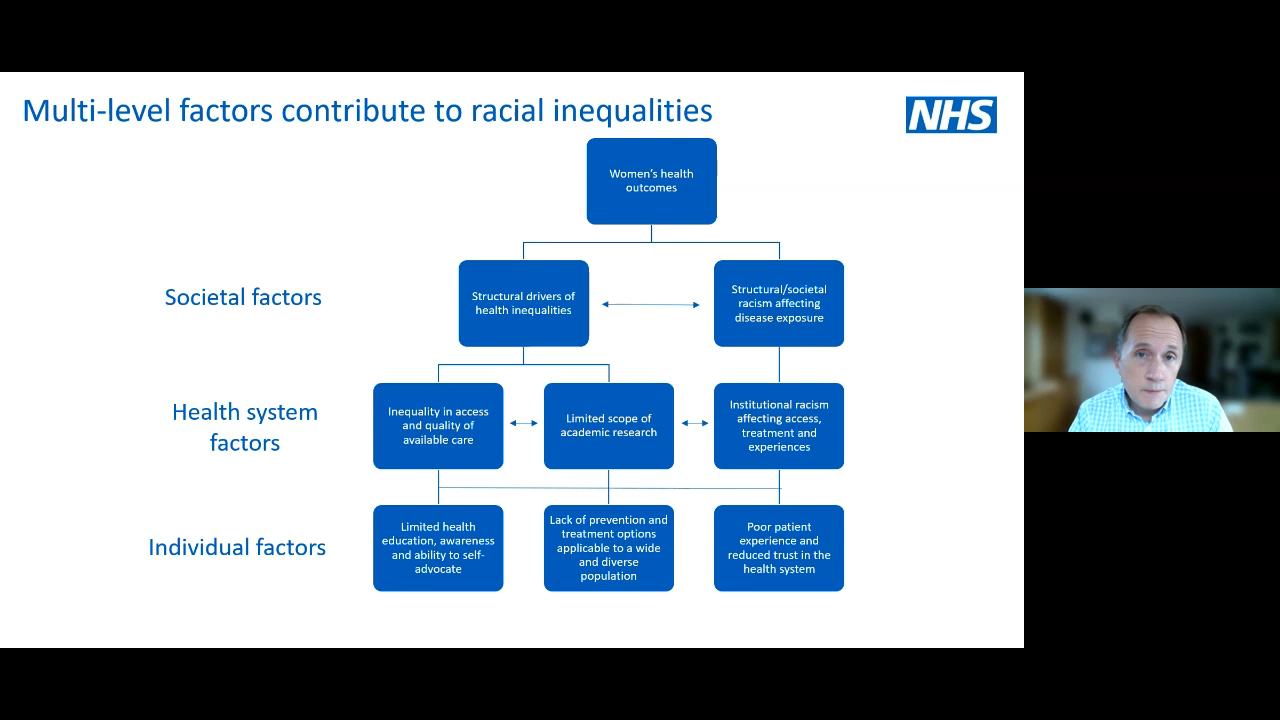 Multi-level factors contribute to racial inequalities
NHS
Women's health
outcomes
Societal factors
Structural drivers of
health inequalities
Structural/societal
racism affecting
disease exposure
Health system
factors
Inequality in access
and quality of
available care
Limited scope of
academic research
Institutional racism
affecting access,
treatment and
experiences
Individual factors
Limited health
education, awareness
and ability to self-
advocate
Lack of prevention and
treatment options
applicable to a wide
and diverse
population
Poor patient
experience and
reduced trust in the
health system